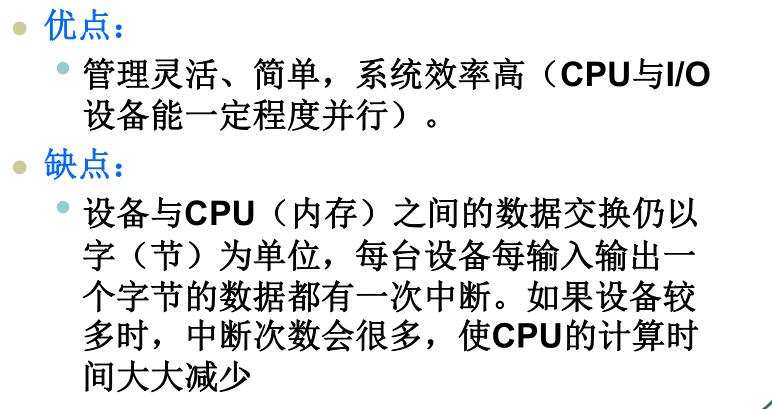 优点：
管理灵活、简单，系统效率高（CPU与I/O
设备能一定程度并行）。
缺点：
设备与CPU（内存）之间的数据交换仍以
字（节）为单位，每台设备每输入输出一
个字节的数据都有一次中断。如果设备较
多时，中断次数会很多，使CPU的计算时
间大大减少